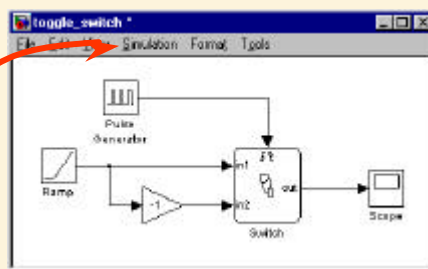 toggle_switch *
File Edit View Simulation Format Tools
Pulse
Generator
in1
out
-1
in2
Ramp
Scope
Switch